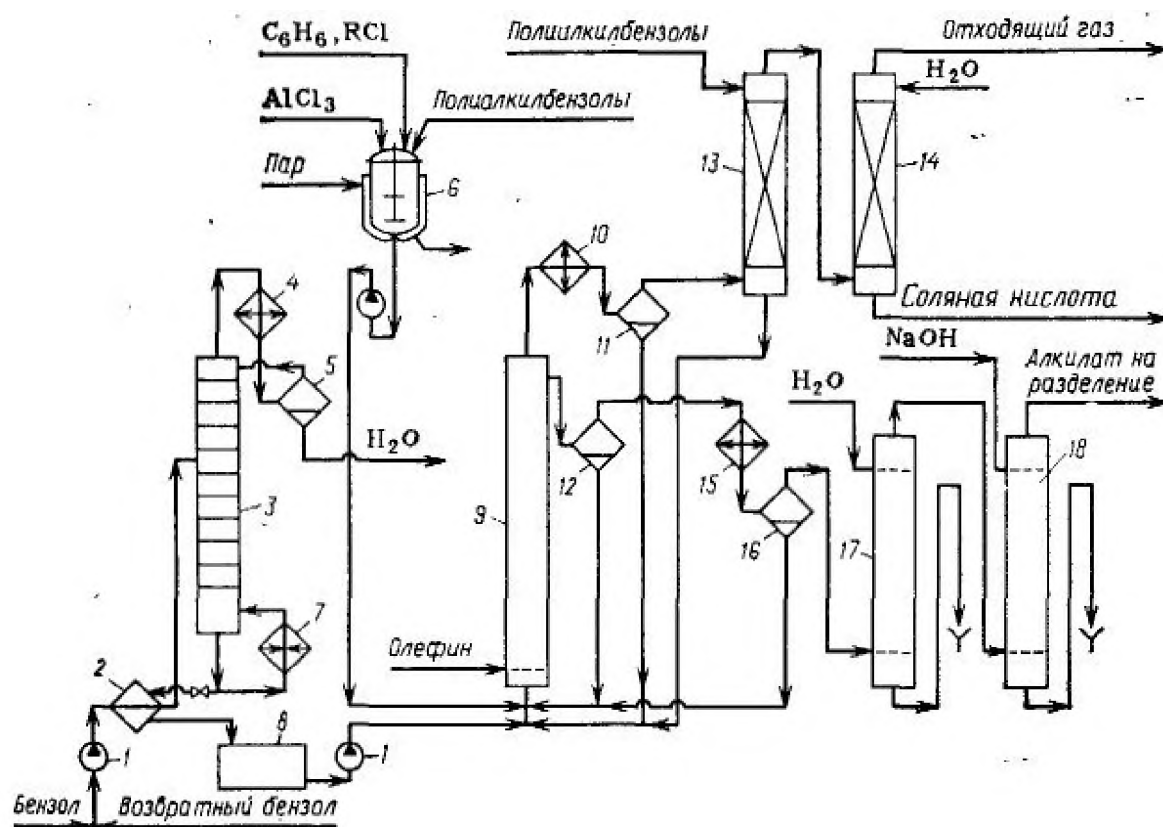 C₆H₆, RCl
AlCl₃
Полиалкилбензолы
Пар
6
Полиалкилбензолы
Отходящий газ
H₂O
13
14
Соляная кислота
4
5
H₂O
3
7
2
1
8
1
Бензол
Возвратный бензол
10
11
9
12
Олефин
15
16
NaOH
H₂O
Алкилат на
разделение
17
18